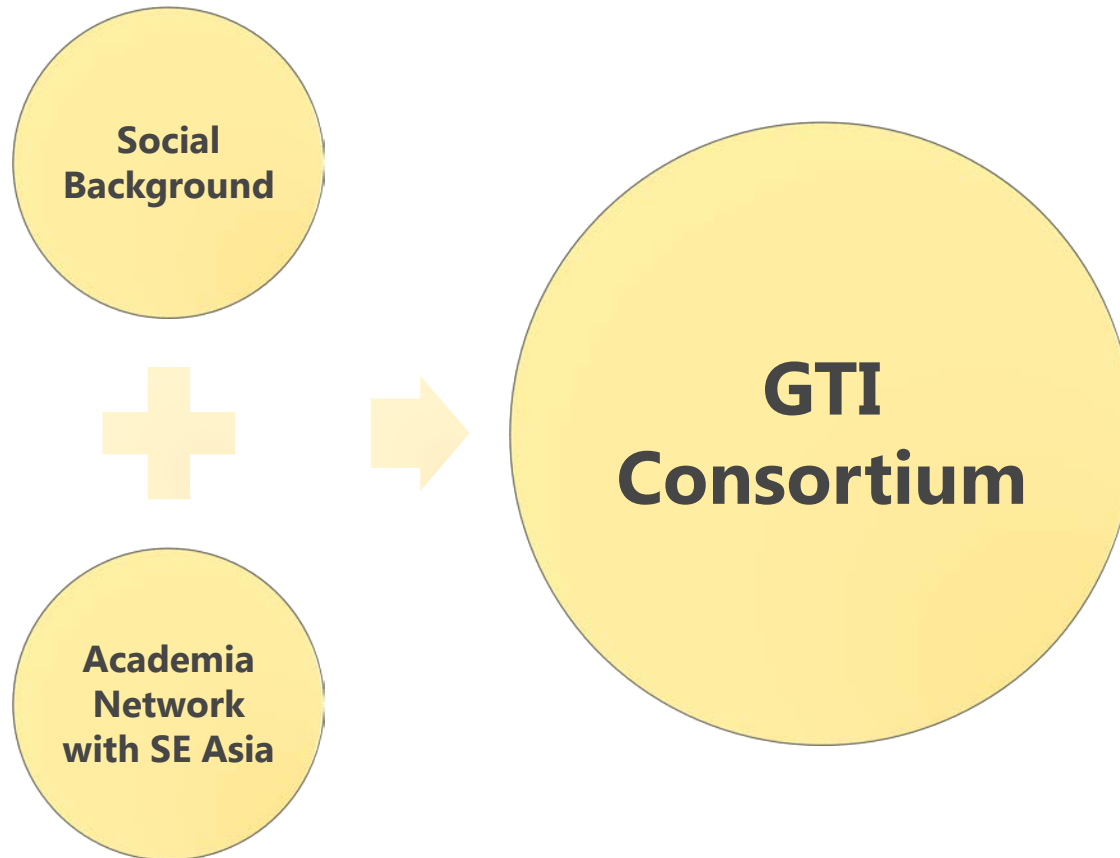 Social
Background
Academia
Network
with SE Asia
GTI
Consortium